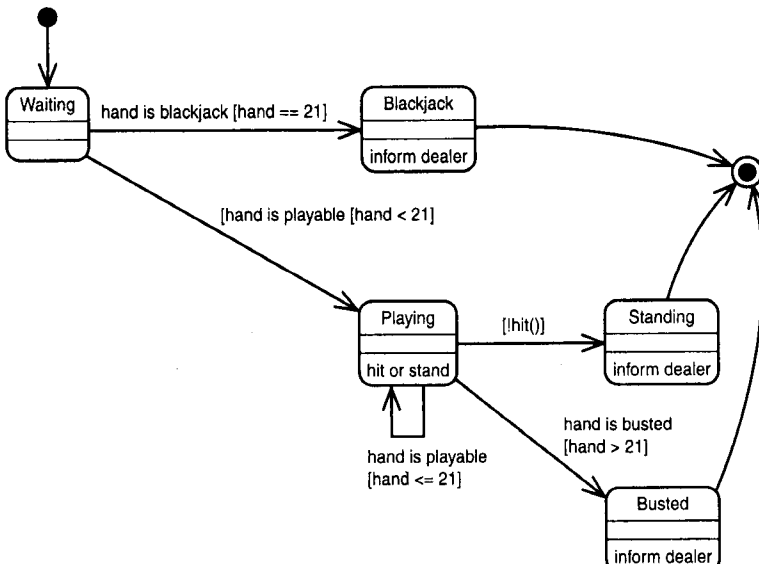 Waiting
hand is blackjack [hand == 21]
Blackjack
inform dealer
[hand is playable [hand < 21]
Playing
hit or stand
[!hit()]
Standing
inform dealer
hand is playable
[hand <= 21]
hand is busted
[hand > 21]
Busted
inform dealer